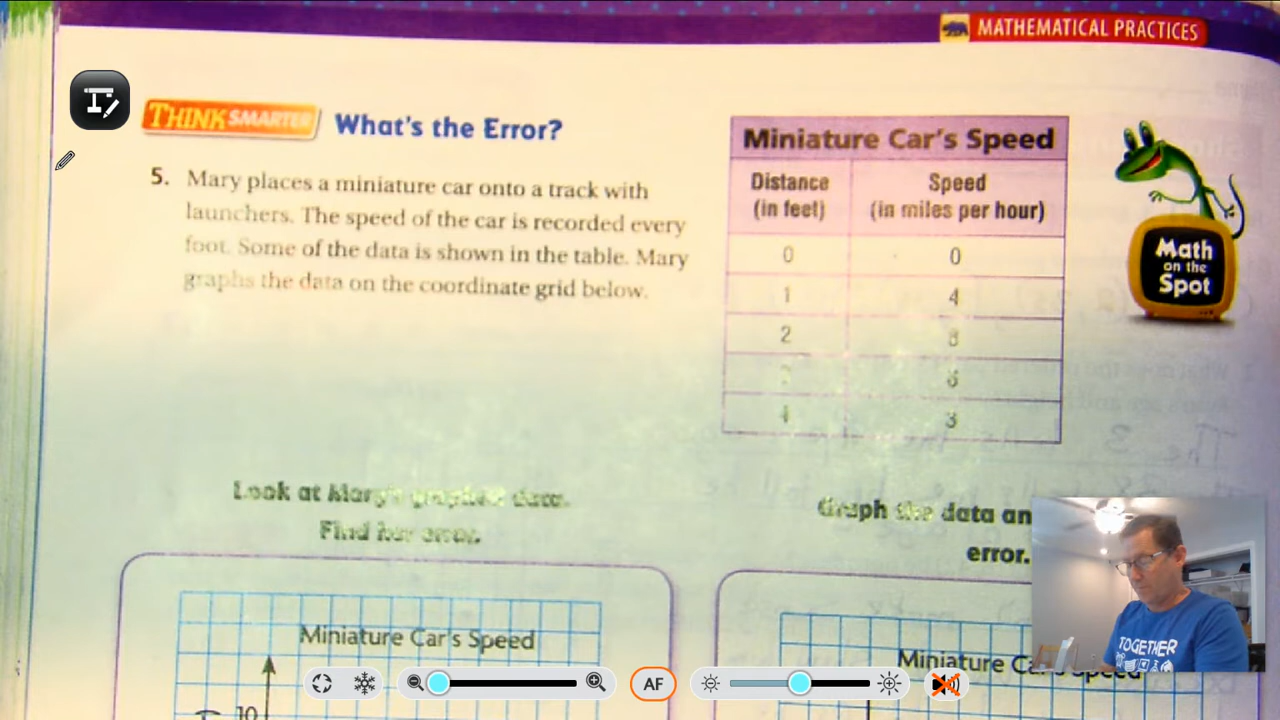 MATHEMATICAL PRACTICES
THINK SMARTER What's the Error?
5. Mary places a miniature car onto a track with
launchers. The speed of the car is recorded every
foot. Some of the data is shown in the table. Mary
graphs the data on the coordinate grid below.
Miniature Car's Speed
Distance
(in feet)
Speed
(in miles per hour)
0 0
1 4
2 8
Math
on the
Spot
Look at Mary's graphed data.
Find her error.
Graph the data an
error.
Miniature Car's Speed
10
Miniature Ca Speed
TOGETHER
AF